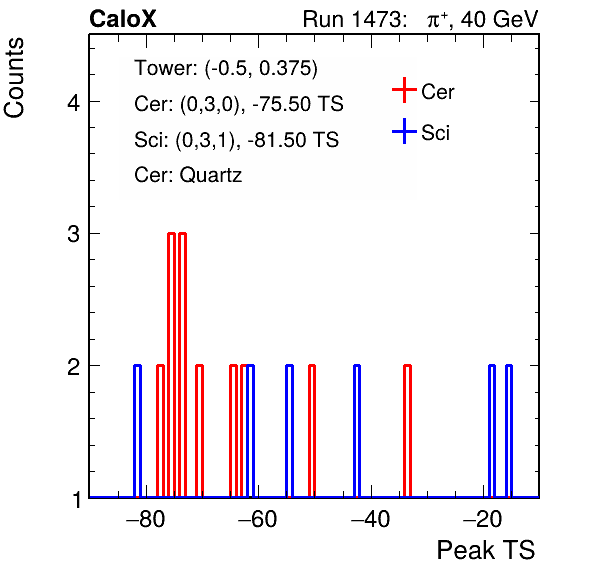 CaloX Run 1473: π⁺, 40 GeV
Counts
Tower: (-0.5, 0.375)
Cer: (0,3,0), -75.50 TS
Sci: (0,3,1), -81.50 TS
Cer: Quartz
Cer
Sci
4
3
2
1
−80 −60 −40 −20
Peak TS